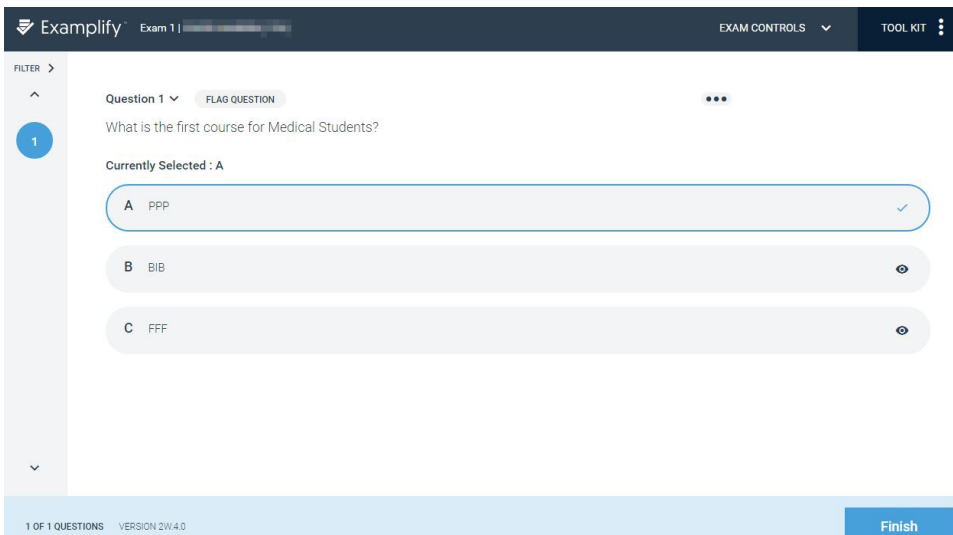 Examplify Exam 1 | EXAM CONTROLS TOOL KIT
FILTER
Question 1 FLAG QUESTION
What is the first course for Medical Students?
1
Currently Selected : A
A PPP
B BIB
C FFF
1 OF 1 QUESTIONS VERSION 2W.4.0 Finish